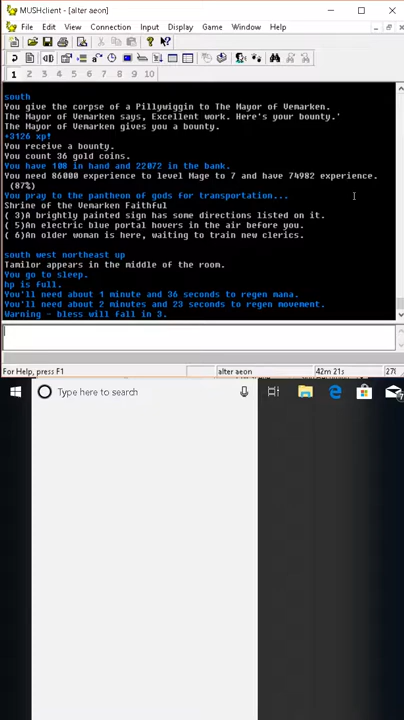 MUSHclient - [alter aeon]
File Edit View Connection Input Display Game Window Help
1 2 3 4 5 6 7 8 9 10
south
You give the corpse of a Pillywiggin to The Mayor of Vemarken.
The Mayor of Vemarken says, Excellent work. Here's your bounty.'
The Mayor of Vemarken gives you a bounty.
+3126 xp!
You receive a bounty.
You count 36 gold coins.
You have 108 in hand and 22072 in the bank.
You need 86000 experience to level Mage to 7 and have 74982 experience.
(87%)
You pray to the pantheon of gods for transportation...
Shrine of the Vemarken Faithful
( 3)A brightly painted sign has some directions listed on it.
( 5)An electric blue portal hovers in the air before you.
( 6)An older woman is here, waiting to train new clerics.
south west northeast up
Tamilor appears in the middle of the room.
You go to sleep.
hp is full.
You'll need about 1 minute and 36 seconds to regen mana.
You'll need about 2 minutes and 23 seconds to regen movement.
Warning - bless will fall in 3.
For Help, press F1
alter aeon
42m 21s
Type here to search
7